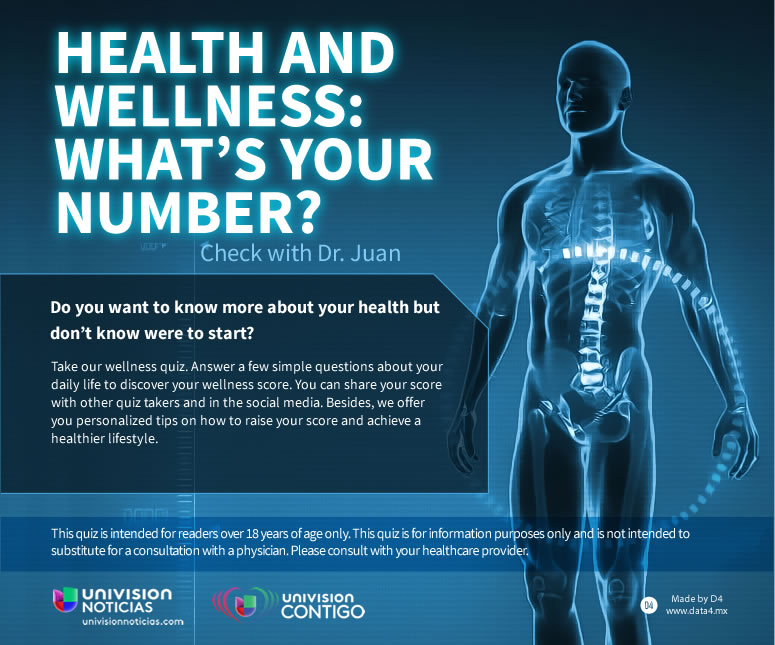 HEALTH AND
WELLNESS:
WHAT'S YOUR
NUMBER?
Check with Dr. Juan
Do you want to know more about your health but
don't know were to start?
Take our wellness quiz. Answer a few simple questions about your
daily life to discover your wellness score. You can share your score
with other quiz takers and in the social media. Besides, we offer
you personalized tips on how to raise your score and achieve a
healthier lifestyle.
This quiz is intended for readers over 18 years of age only. This quiz is for information purposes only and is not intended to
substitute for a consultation with a physician. Please consult with your healthcare provider.
UNIVISION
NOTICIAS
univisionnoticias.com
UNIVISION
CONTIGO
D4
Made by D4
www.data4.mx